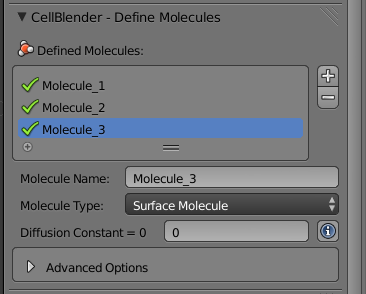 CellBlender - Define Molecules
Defined Molecules:
Molecule_1
Molecule_2
Molecule_3
Molecule Name: Molecule_3
Molecule Type: Surface Molecule
Diffusion Constant = 0 0
Advanced Options